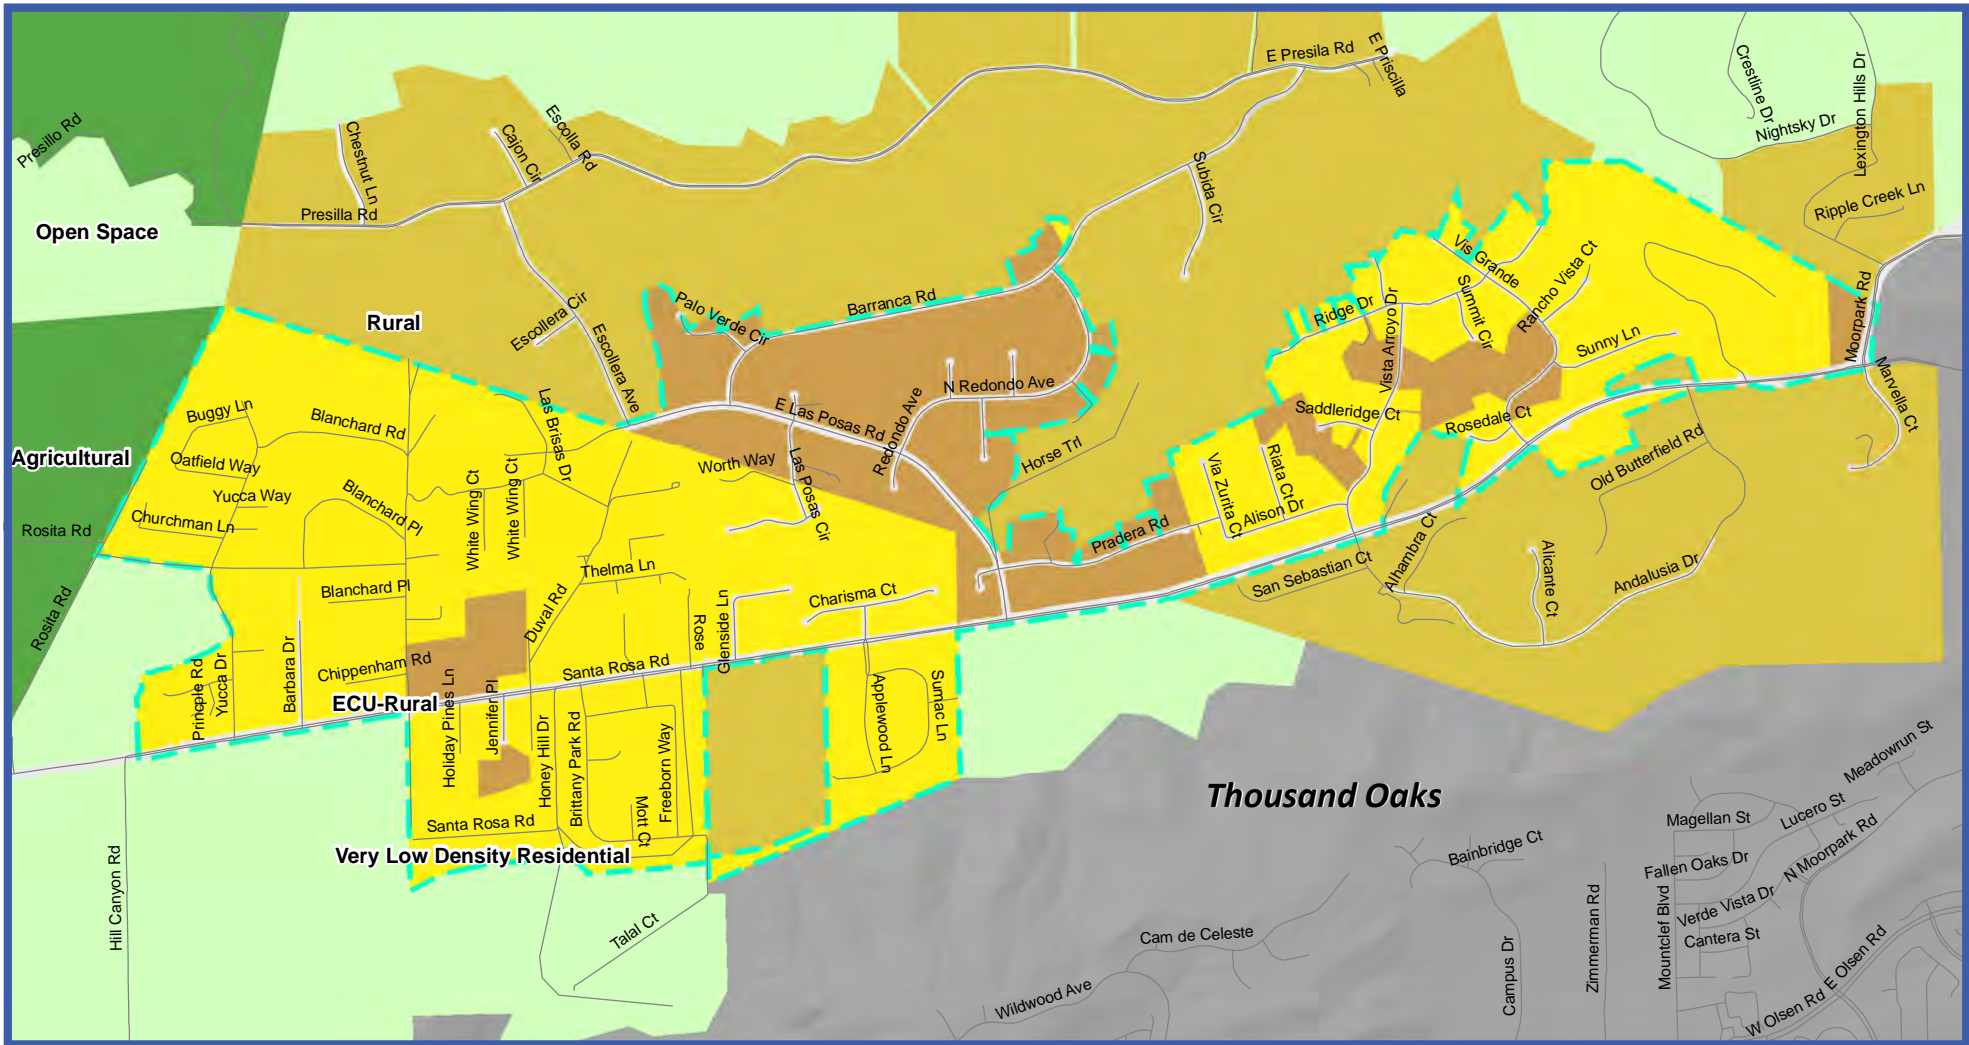 E Presila Rd
E Priscilla
Crestline Dr
Nightsky Dr
Lexington Hills Dr
Ripple Creek Ln
Presillo Rd
Chestnut Ln
Cajon Cir
Escolla Rd
Presilla Rd
Subida Cir
Open Space
Rural
Escollera Cir
Escollera Ave
Palo Verde Cir
Barranca Rd
Vis Grande
Summit Cir
Rancho Vista Ct
Ridge Dr
Vista Arroyo Dr
Sunny Ln
Moorpark Rd
Marvella Ct
N Redondo Ave
Redondo Ave
E Las Posas Rd
Las Posas Cir
Worth Way
Horse Trl
Saddleridge Ct
Rosedale Ct
Old Butterfield Rd
Buggy Ln
Blanchard Rd
Las Brisas Dr
Agricultural
Oatfield Way
Yucca Way
Churchman Ln
Blanchard Pl
White Wing Ct
White Wing Ct
Rosita Rd
Rosita Rd
Via Zurita Ct
Riata Ct
Alison Dr
Pradera Rd
San Sebastian Ct
Alhambra Ct
Alicante Ct
Andalusia Dr
Thelma Ln
Duval Rd
Blanchard Pl
Charisma Ct
Rose
Glenside Ln
Barbara Dr
Yucca Dr
Principle Rd
Chippenham Rd
Santa Rosa Rd
ECU-Rural
Holiday Pines Ln
Jennifer Pl
Honey Hill Dr
Brittany Park Rd
Freeborn Way
Mott Ct
Applewood Ln
Sumac Ln
Santa Rosa Rd
Very Low Density Residential
Thousand Oaks
Hill Canyon Rd
Talal Ct
Wildwood Ave
Cam de Celeste
Bainbridge Ct
Campus Dr
Zimmerman Rd
Mountclef Blvd
Magellan St
Lucero St
Meadowrun St
Fallen Oaks Dr
N Moorpark Rd
Verde Vista Dr
Cantera St
W Olsen Rd
E Olsen Rd